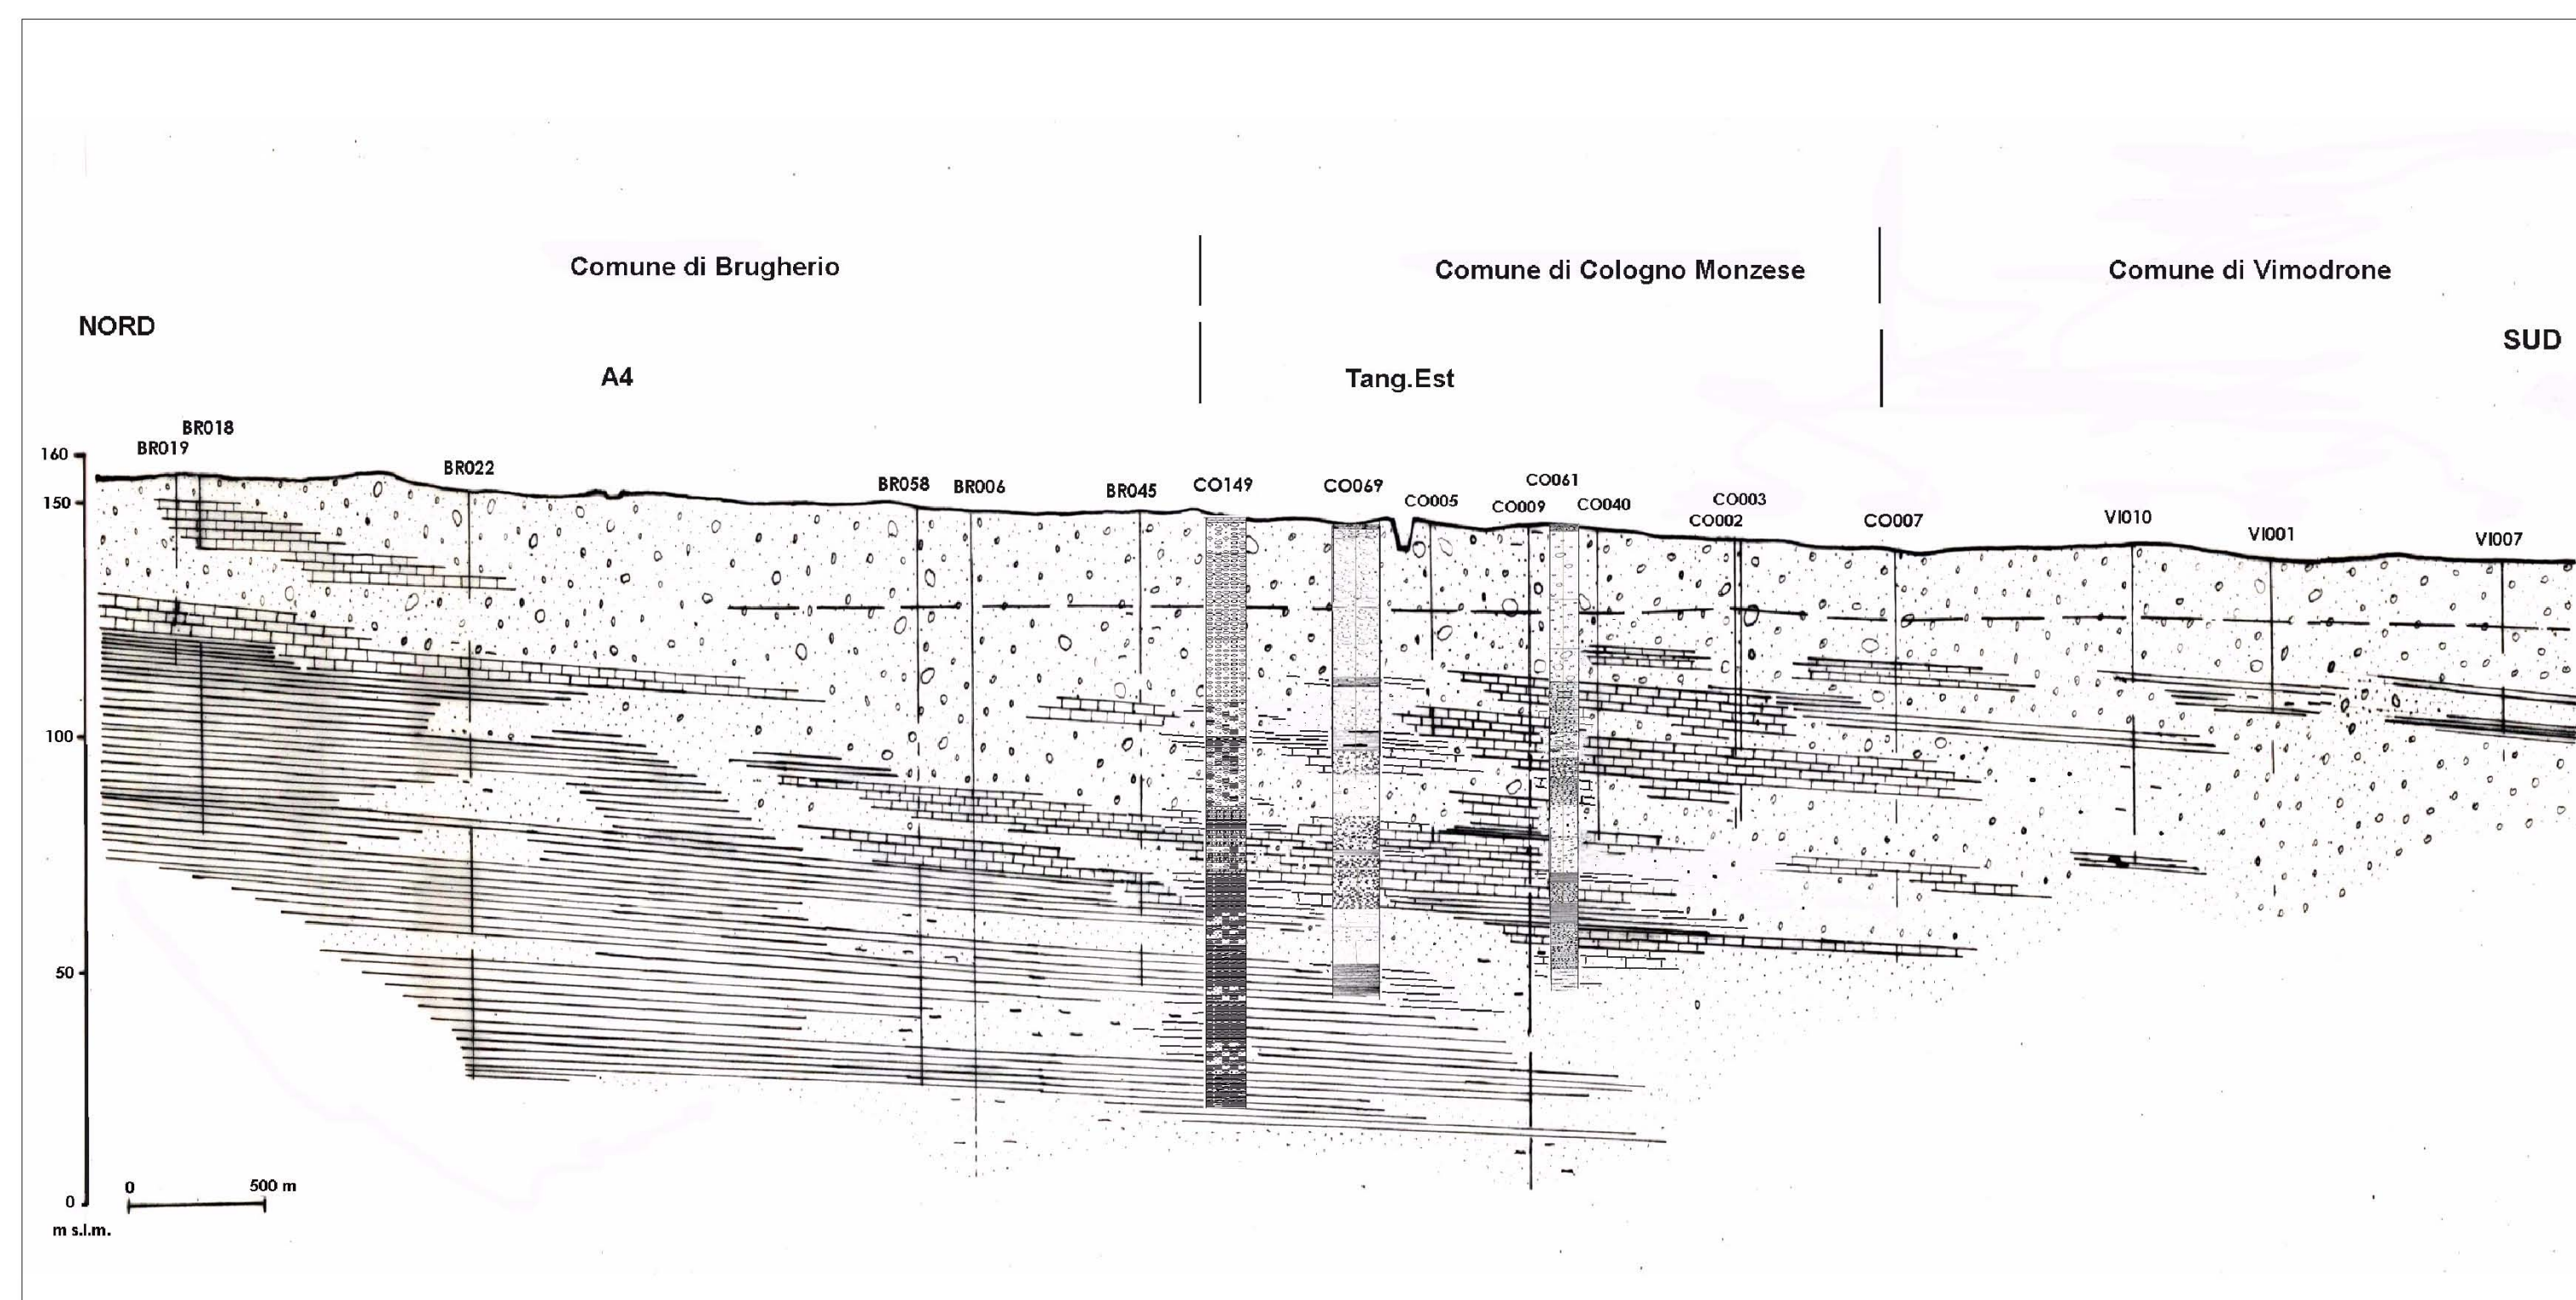 Comune di Brugherio
Comune di Cologno Monzese
Comune di Vimodrone
NORD
SUD
A4
Tang.Est
BR018
BR019
BR022
BR058
BR006
BR045
CO149
CO069
CO005
CO009
CO061
CO040
CO003
CO002
CO007
VI010
VI001
VI007
160
150
100
50
0
m s.l.m.
0
500 m